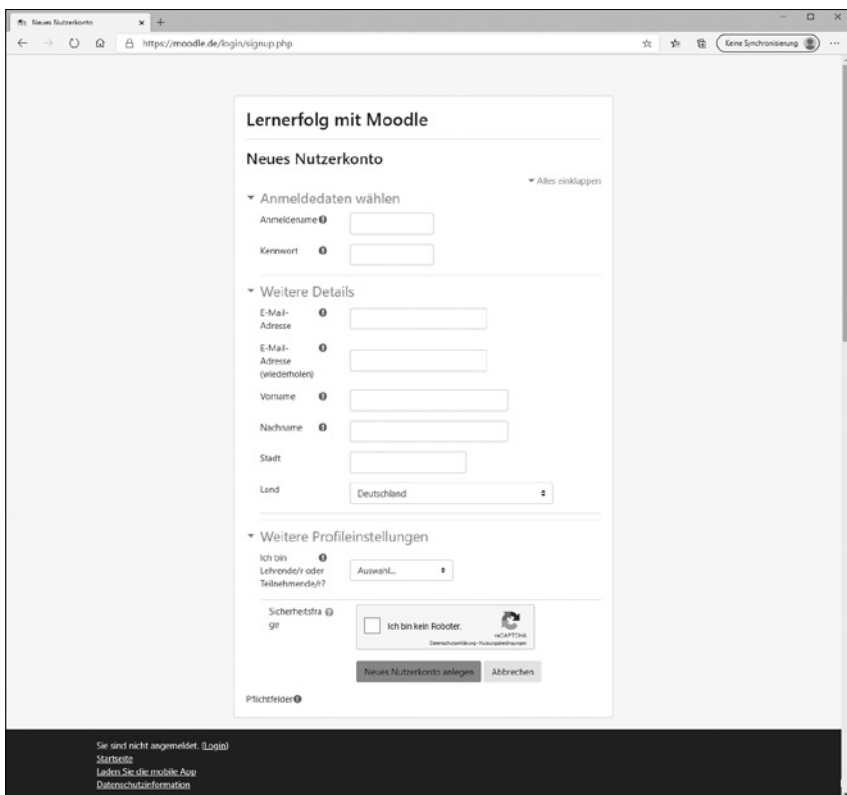 Neues Nutzerkonto
https://moodle.de/login/signup.php
Keine Synchronisierung
Lernerfolg mit Moodle
Neues Nutzerkonto
Alles einklappen
Anmeldedaten wählen
Anmeldename
Kennwort
Weitere Details
E-Mail-
Adresse
E-Mail-
Adresse
(wiederholen)
Vorname
Nachname
Stadt
Land
Deutschland
Weitere Profileinstellungen
Ich bin
Lehrende/r oder
Teilnehmende/r?
Auswahl...
Sicherheitsfra
ge
Ich bin kein Roboter.
reCAPTCHA
Datenschutzerklärung - Nutzungsbedingungen
Neues Nutzerkonto anlegen Abbrechen
Pflichtfelder
Sie sind nicht angemeldet. (Login)
Startseite
Laden Sie die mobile App
Datenschutzinformation